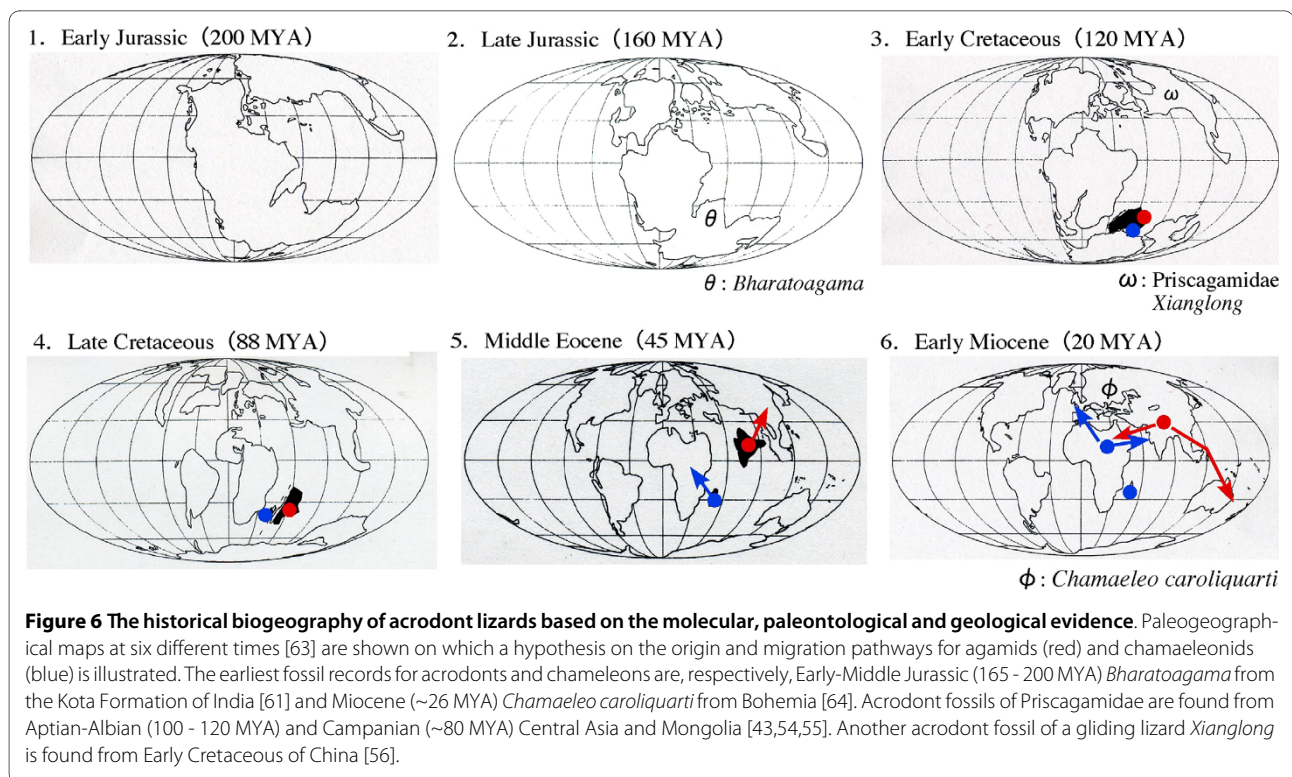 1. Early Jurassic (200 MYA)
2. Late Jurassic (160 MYA)
3. Early Cretaceous (120 MYA)
ω
θ
θ : Bharatoagama
ω : Priscagamidae
Xianglong
4. Late Cretaceous (88 MYA)
5. Middle Eocene (45 MYA)
6. Early Miocene (20 MYA)
ϕ
ϕ : Chamaeleo caroliquarti
Figure 6 The historical biogeography of acrodont lizards based on the molecular, paleontological and geological evidence. Paleogeograph-
ical maps at six different times [63] are shown on which a hypothesis on the origin and migration pathways for agamids (red) and chamaeleonids
(blue) is illustrated. The earliest fossil records for acrodonts and chameleons are, respectively, Early-Middle Jurassic (165 - 200 MYA) Bharatoagama from
the Kota Formation of India [61] and Miocene (~26 MYA) Chamaeleo caroliquarti from Bohemia [64]. Acrodont fossils of Priscagamidae are found from
Aptian-Albian (100 - 120 MYA) and Campanian (~80 MYA) Central Asia and Mongolia [43,54,55]. Another acrodont fossil of a gliding lizard Xianglong
is found from Early Cretaceous of China [56].